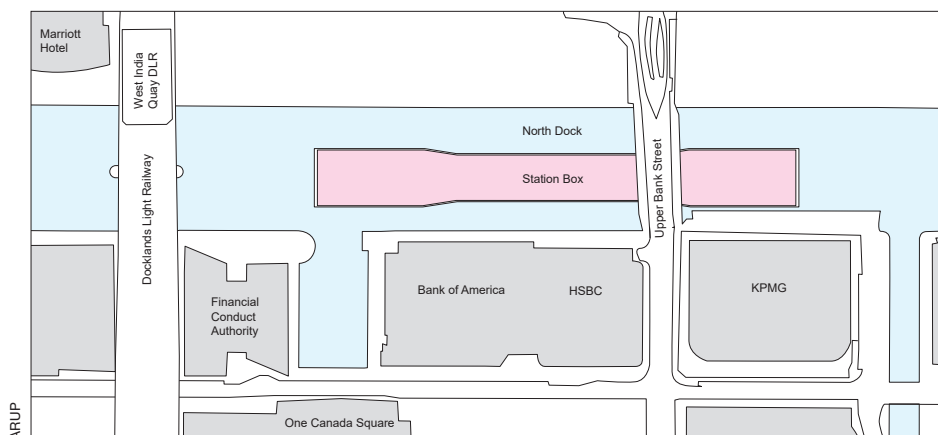 Marriott
Hotel
West India
Quay DLR
North Dock
Station Box
Upper Bank Street
Docklands Light Railway
Bank of America
HSBC
KPMG
Financial
Conduct
Authority
One Canada Square
ARUP